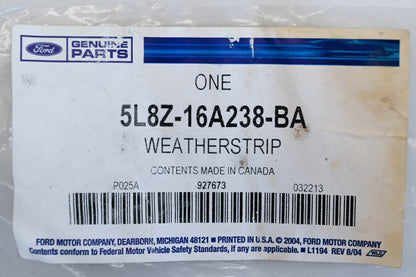 Ford GENUINE PARTS
ONE
5L8Z-16A238-BA
WEATHERSTRIP
CONTENTS MADE IN CANADA
P025A 927673 032213
FORD MOTOR COMPANY, DEARBORN, MICHIGAN 48121 ■ PRINTED IN U.S.A. © 2004, FORD MOTOR COMPANY
Contents conform to Federal Motor Vehicle Safety Standards, if any are applicable. ■ L1194 REV 8/04